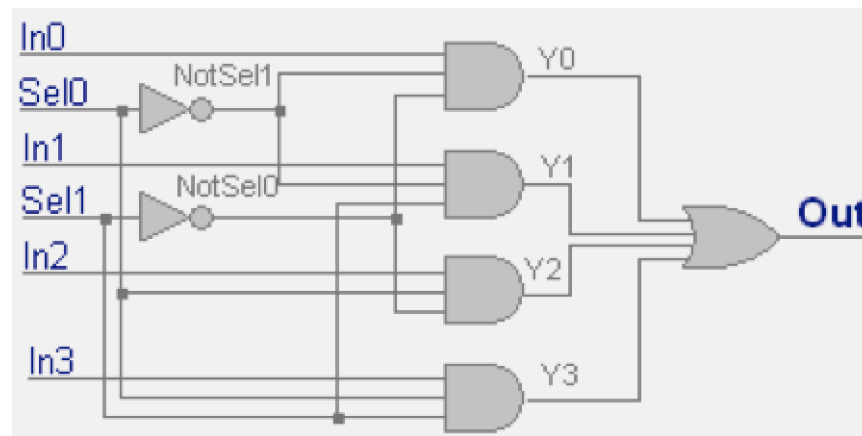 In0
NotSel1
Y0
Sel0
In1
Y1
NotSel0
Sel1
Out
In2
Y2
In3
Y3